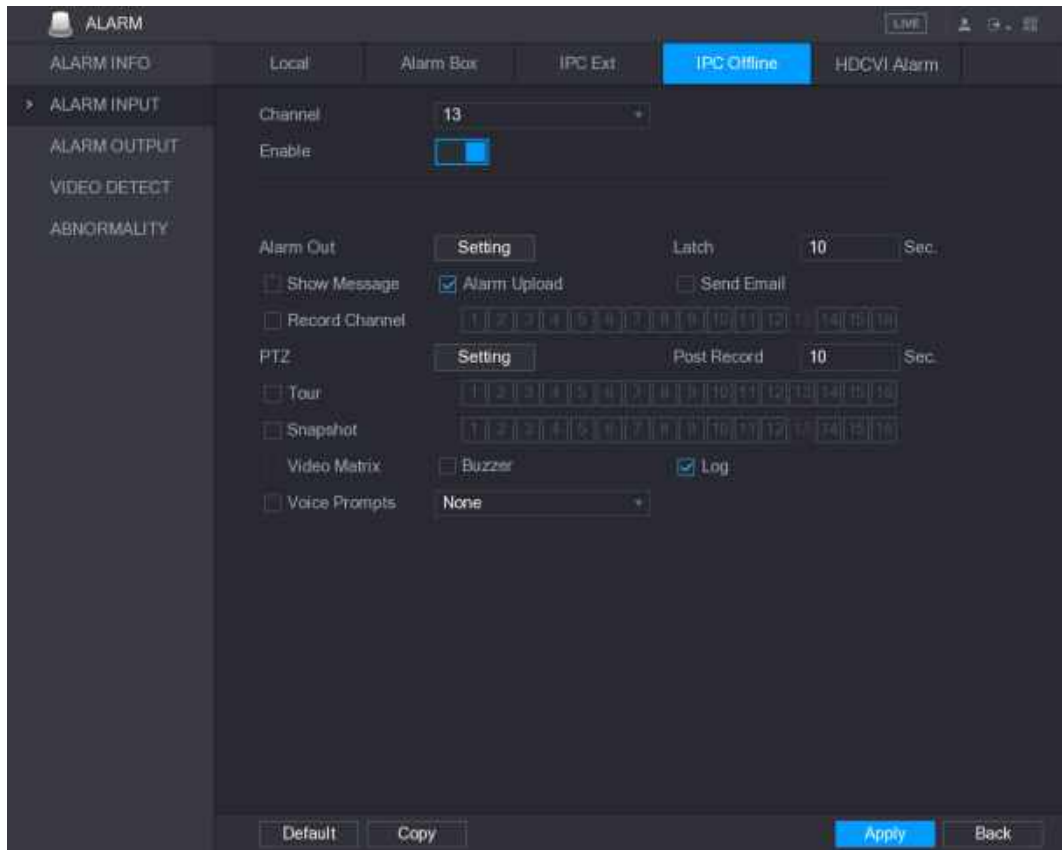 ALARM LIVE
ALARM INFO Local Alarm Box IPC Ext IPC Offline HDCVI Alarm
ALARM INPUT Channel 13
ALARM OUTPUT Enable
VIDEO DETECT
ABNORMALITY
Alarm Out Setting Latch 10 Sec.
Show Message Alarm Upload Send Email
Record Channel 1 2 3 4 5 6 7 8 9 10 11 12 13 14 15 16
PTZ Setting Post Record 10 Sec.
Tour 1 2 3 4 5 6 7 8 9 10 11 12 13 14 15 16
Snapshot 1 2 3 4 5 6 7 8 9 10 11 12 13 14 15 16
Video Matrix Buzzer Log
Voice Prompts None
Default Copy Apply Back